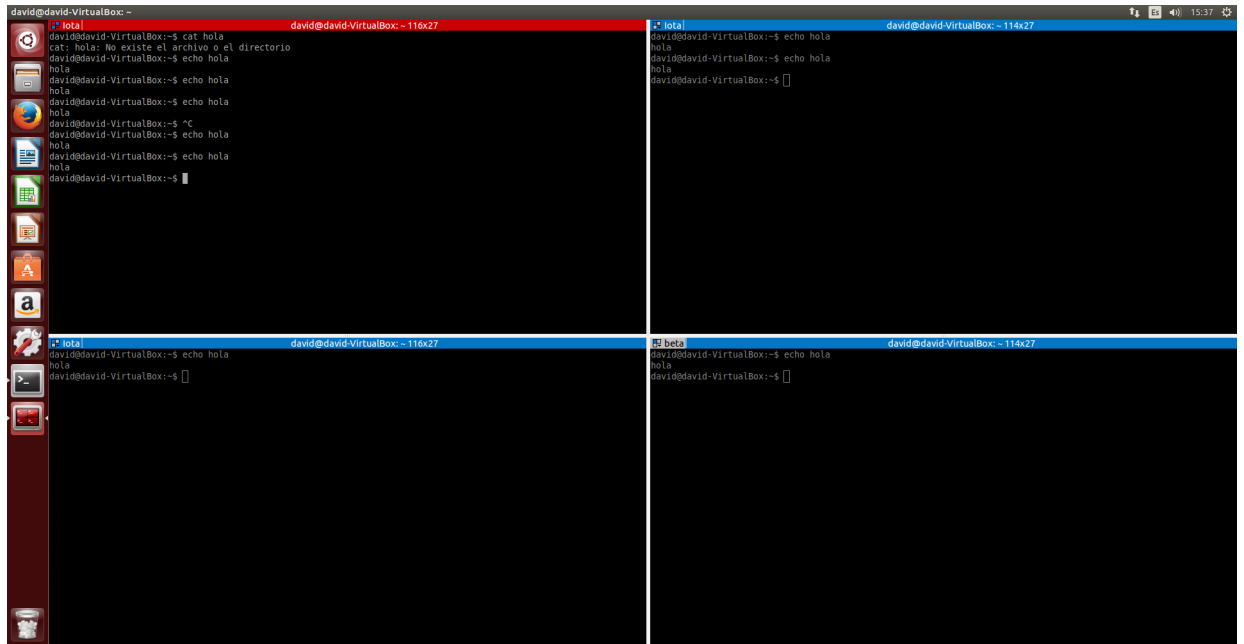 david@david-VirtualBox: ~
Es 15:37
Iota david@david-VirtualBox: ~ 116x27
david@david-VirtualBox:~$ cat hola
cat: hola: No existe el archivo o el directorio
david@david-VirtualBox:~$ echo hola
hola
david@david-VirtualBox:~$ echo hola
hola
david@david-VirtualBox:~$ echo hola
hola
david@david-VirtualBox:~$ ^C
david@david-VirtualBox:~$ echo hola
hola
david@david-VirtualBox:~$ echo hola
hola
david@david-VirtualBox:~$
Iota david@david-VirtualBox: ~ 114x27
david@david-VirtualBox:~$ echo hola
hola
david@david-VirtualBox:~$ echo hola
hola
david@david-VirtualBox:~$
Iota david@david-VirtualBox: ~ 116x27
david@david-VirtualBox:~$ echo hola
hola
david@david-VirtualBox:~$
beta david@david-VirtualBox: ~ 114x27
david@david-VirtualBox:~$ echo hola
hola
david@david-VirtualBox:~$